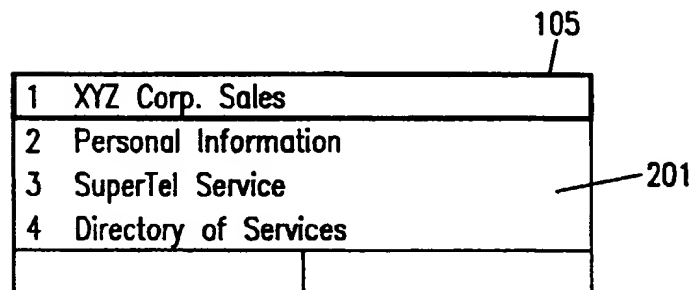 105
1 XYZ Corp. Sales
2 Personal Information
3 SuperTel Service
201
4 Directory of Services